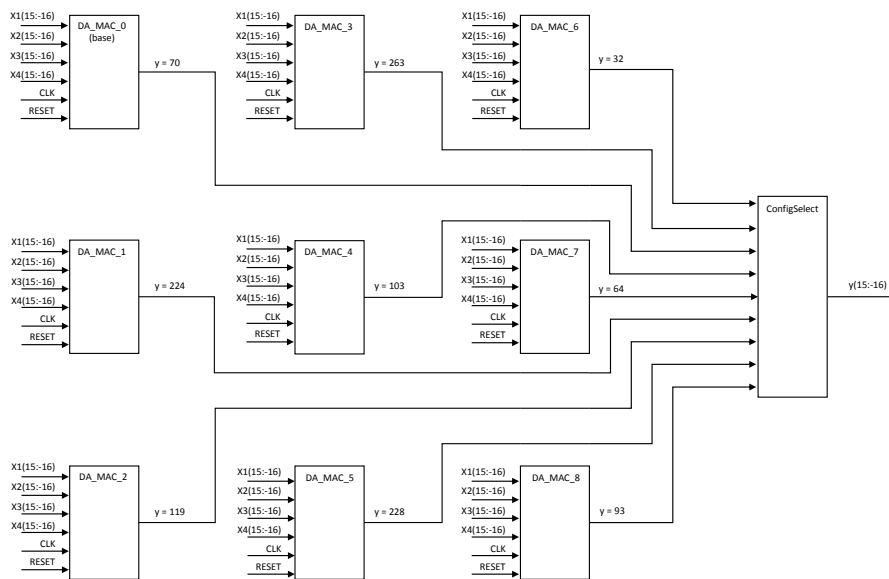 X1(15:-16)
X2(15:-16)
X3(15:-16)
X4(15:-16)
CLK
RESET
DA_MAC_0
(base)
y = 70
X1(15:-16)
X2(15:-16)
X3(15:-16)
X4(15:-16)
CLK
RESET
DA_MAC_3
y = 263
X1(15:-16)
X2(15:-16)
X3(15:-16)
X4(15:-16)
CLK
RESET
DA_MAC_6
y = 32
X1(15:-16)
X2(15:-16)
X3(15:-16)
X4(15:-16)
CLK
RESET
DA_MAC_1
y = 224
X1(15:-16)
X2(15:-16)
X3(15:-16)
X4(15:-16)
CLK
RESET
DA_MAC_4
y = 103
X1(15:-16)
X2(15:-16)
X3(15:-16)
X4(15:-16)
CLK
RESET
DA_MAC_7
y = 64
ConfigSelect
y(15:-16)
X1(15:-16)
X2(15:-16)
X3(15:-16)
X4(15:-16)
CLK
RESET
DA_MAC_2
y = 119
X1(15:-16)
X2(15:-16)
X3(15:-16)
X4(15:-16)
CLK
RESET
DA_MAC_5
y = 228
X1(15:-16)
X2(15:-16)
X3(15:-16)
X4(15:-16)
CLK
RESET
DA_MAC_8
y = 93